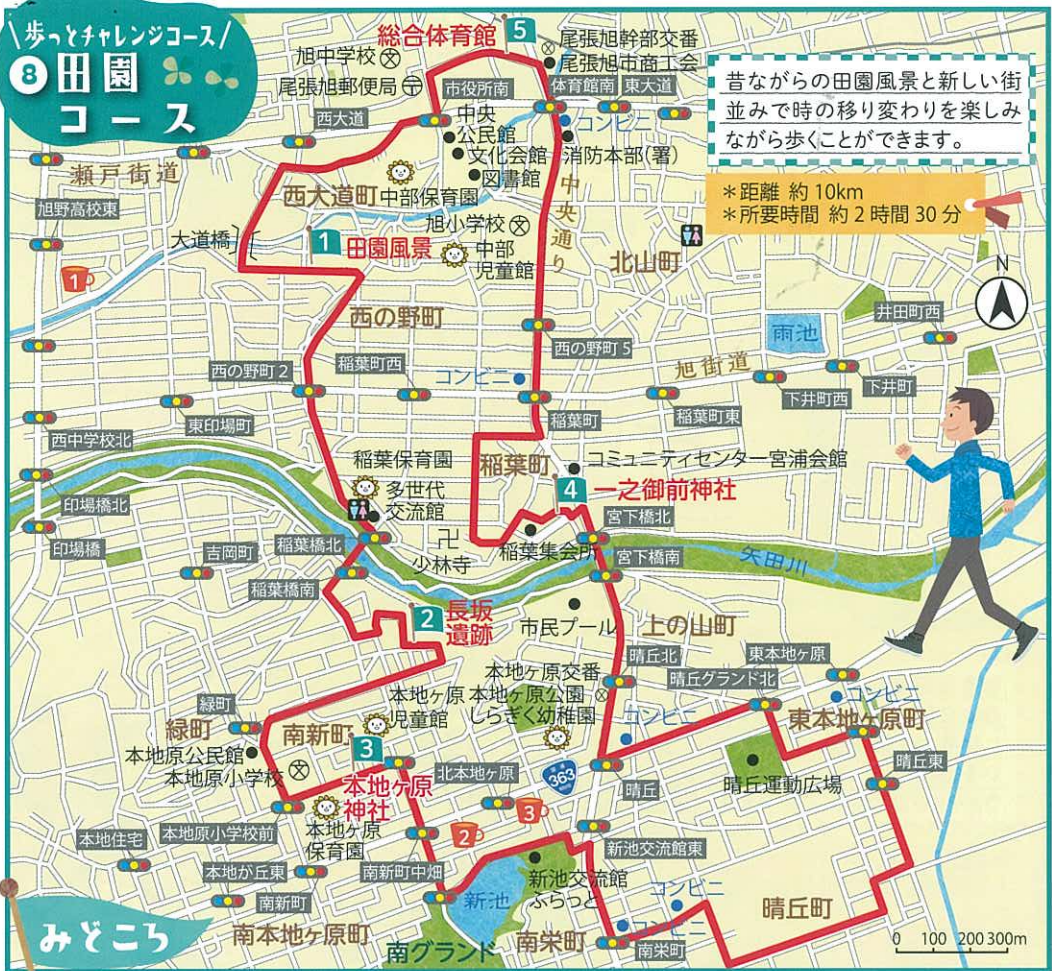 歩っとチャレンジコース
8 田園
コース
昔ながらの田園風景と新しい街
並みで時の移り変わりを楽しみ
ながら歩くことができます。
*距離 約10km
*所要時間 約2時間30分
N
総合体育館
5
尾張旭幹部交番
尾張旭市商工会
旭中学校
尾張旭郵便局
市役所南
体育館南
東大道
西大道
コンビニ
中央
公民館
文化会館
消防本部(署)
図書館
瀬戸街道
西大道町
中部保育園
中央通り
旭野高校東
旭小学校
大道橋
1
田園風景
中部
児童館
北山町
1
西の野町
雨池
井田町西
西の野町5
旭街道
西の野町2
稲葉町西
コンビニ
下井町
下井町西
東印場町
稲葉町
稲葉町東
西中学校北
稲葉保育園
稲葉町
コミュニティセンター宮浦会館
多世代
交流館
4
一之御前神社
印場橋北
宮下橋北
印場橋
吉岡町
稲葉橋北
少林寺
稲葉集会所
宮下橋南
矢田川
稲葉橋南
2
長坂
遺跡
市民プール
上の山町
晴丘北
東本地ヶ原
本地ヶ原交番
晴丘グランド北
緑町
本地ヶ原
児童館
本地ヶ原公園
しらぎく幼稚園
コンビニ
コンビニ
東本地ヶ原町
緑町
南新町
本地原公民館
3
本地原小学校
本地ヶ原
神社
北本地ヶ原
363
晴丘
晴丘運動広場
晴丘東
本地住宅
本地原小学校前
本地ヶ原
保育園
2
3
新池交流館東
本地が丘東
南新町中畑
新池交流館
ふらっと
コンビニ
南新町
新池
晴丘町
みどころ
南本地ヶ原町
南グランド
南栄町
コンビニ
南栄町
0 100 200 300m